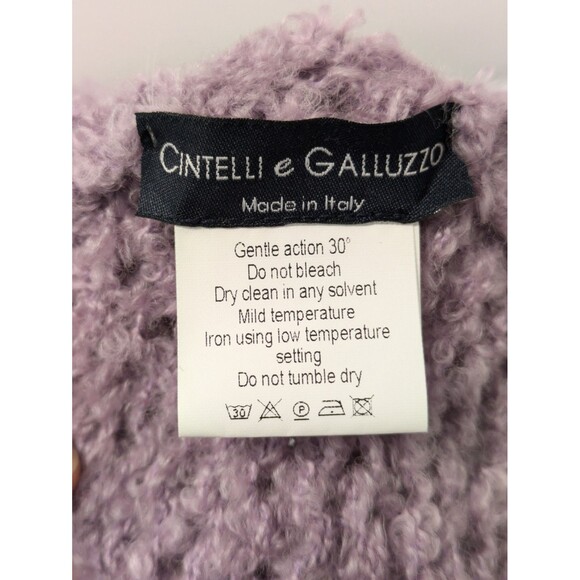 CINTELLI e GALLUZZO
Made in Italy
Gentle action 30°
Do not bleach
Dry clean in any solvent
Mild temperature
Iron using low temperature
setting
Do not tumble dry
30 P